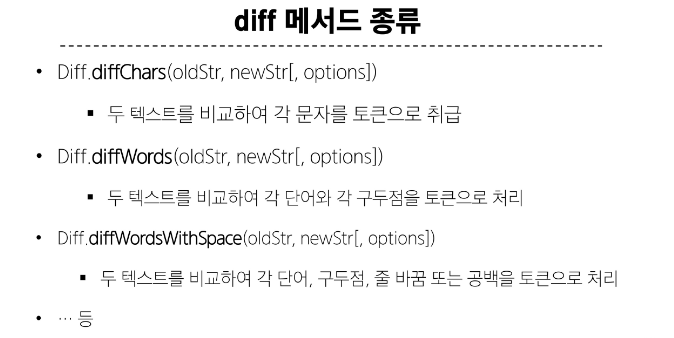 diff 메서드 종류
• Diff.diffChars(oldStr, newStr[, options])
▪ 두 텍스트를 비교하여 각 문자를 토큰으로 취급
• Diff.diffWords(oldStr, newStr[, options])
▪ 두 텍스트를 비교하여 각 단어와 각 구두점을 토큰으로 처리
• Diff.diffWordsWithSpace(oldStr, newStr[, options])
▪ 두 텍스트를 비교하여 각 단어, 구두점, 줄 바꿈 또는 공백을 토큰으로 처리
• … 등